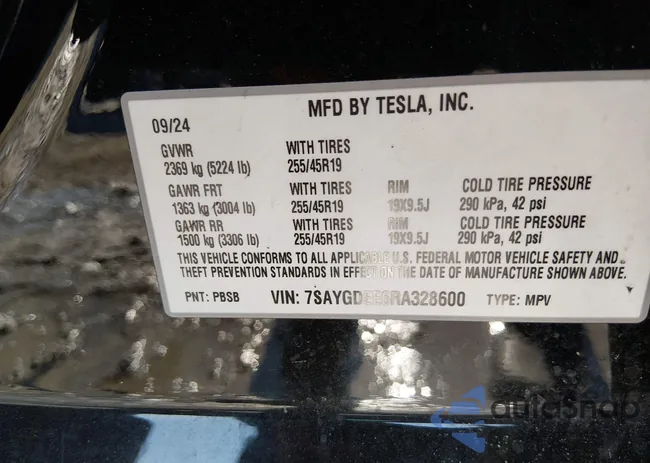 MFD BY TESLA, INC.
09/24
GVWR WITH TIRES
2369 kg (5224 lb) 255/45R19
GAWR FRT WITH TIRES RIM COLD TIRE PRESSURE
1363 kg (3004 lb) 255/45R19 19X9.5J 290 kPa, 42 psi
GAWR RR WITH TIRES RIM COLD TIRE PRESSURE
1500 kg (3306 lb) 255/45R19 19X9.5J 290 kPa, 42 psi
THIS VEHICLE CONFORMS TO ALL APPLICABLE U.S. FEDERAL MOTOR VEHICLE SAFETY AND
THEFT PREVENTION STANDARDS IN EFFECT ON THE DATE OF MANUFACTURE SHOWN ABOVE.
PNT: PBSB VIN: TYPE: MPV
autoSnap